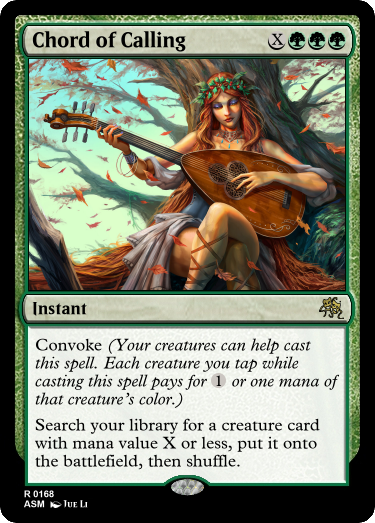 Chord of Calling X
Instant
Convoke (Your creatures can help cast
this spell. Each creature you tap while
casting this spell pays for 1 or one mana of
that creature's color.)
Search your library for a creature card
with mana value X or less, put it onto
the battlefield, then shuffle.
R 0168
ASM Jue Li